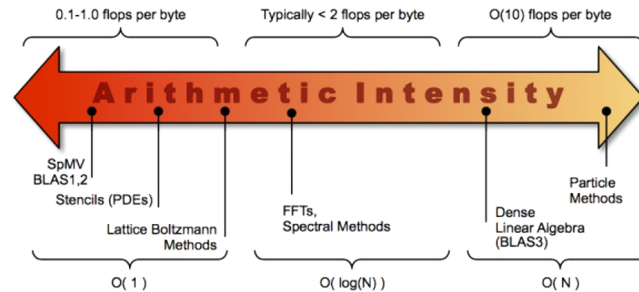 0.1-1.0 flops per byte
Typically < 2 flops per byte
O(10) flops per byte
Arithmetic Intensity
SpMV
BLAS1,2
Stencils (PDEs)
Lattice Boltzmann
Methods
FFTs,
Spectral Methods
Dense
Linear Algebra
(BLAS3)
Particle
Methods
O( 1 )
O( log(N) )
O( N )